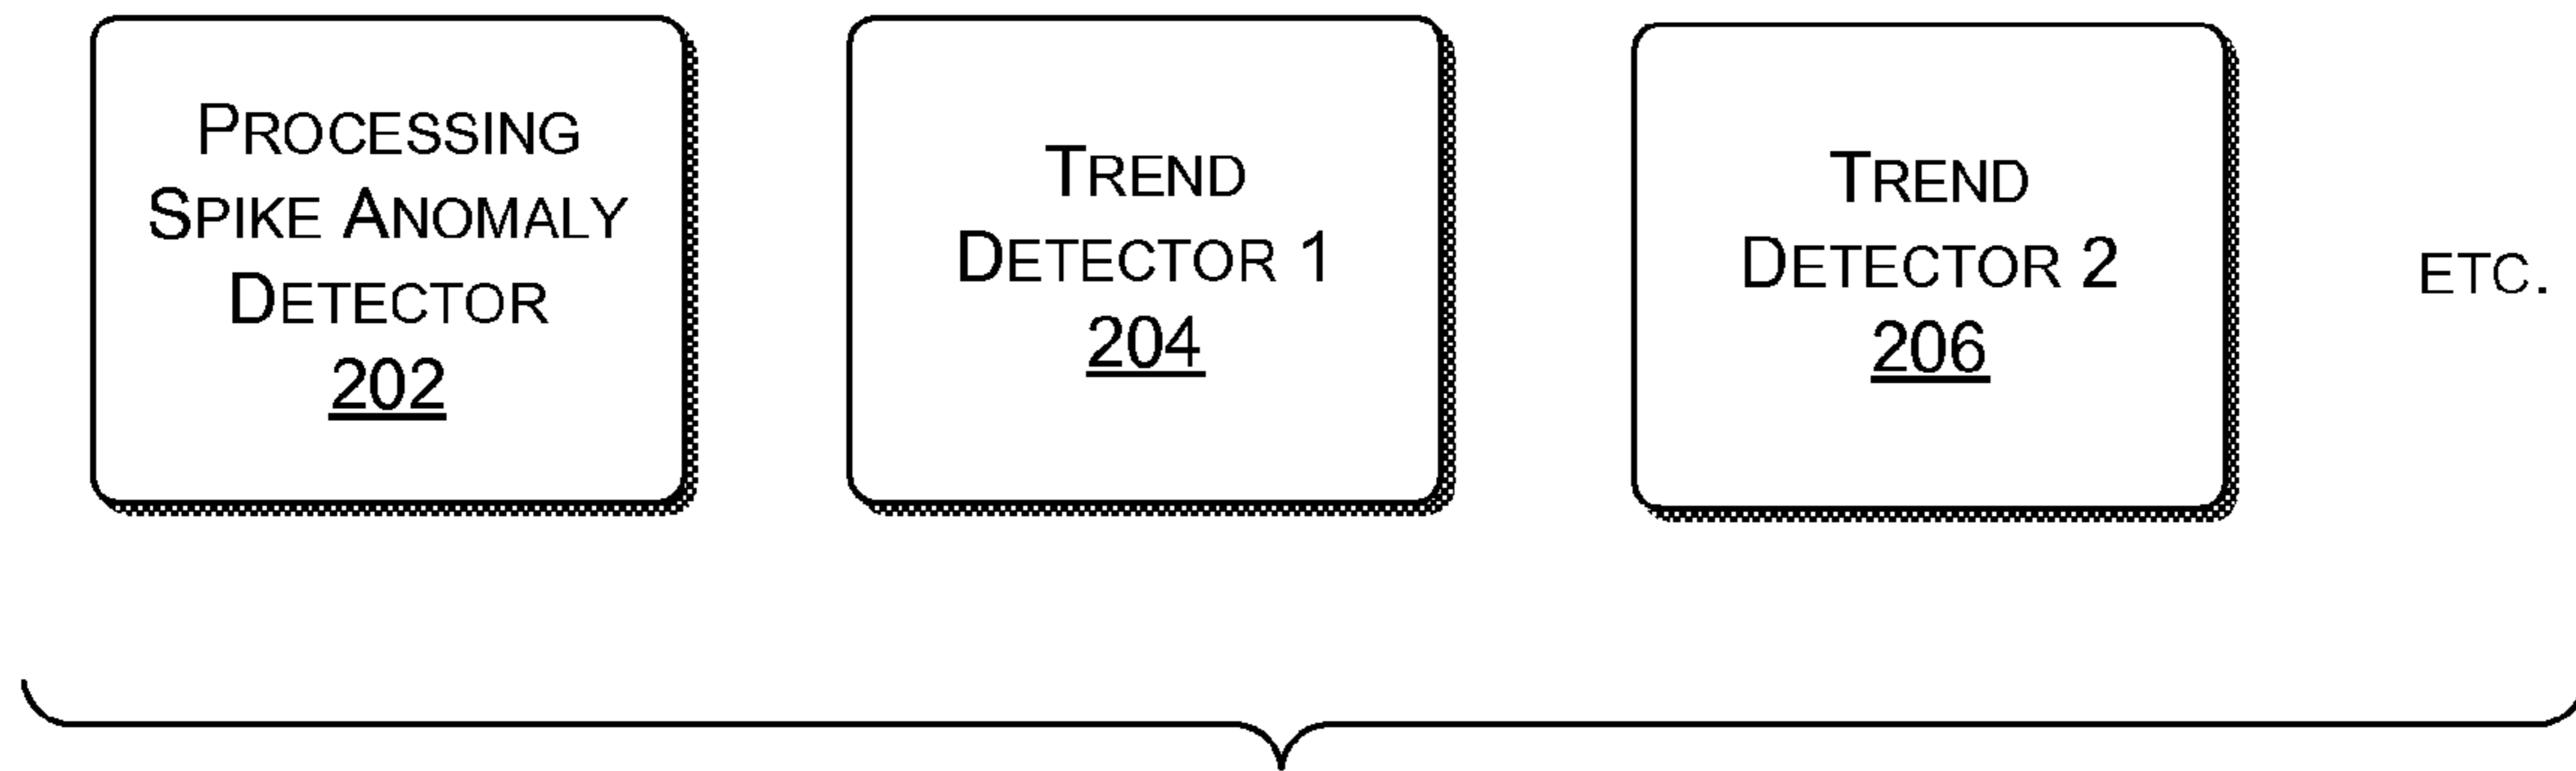 PROCESSING
SPIKE ANOMALY
DETECTOR
202
TREND
DETECTOR 1
204
TREND
DETECTOR 2
206
ETC.